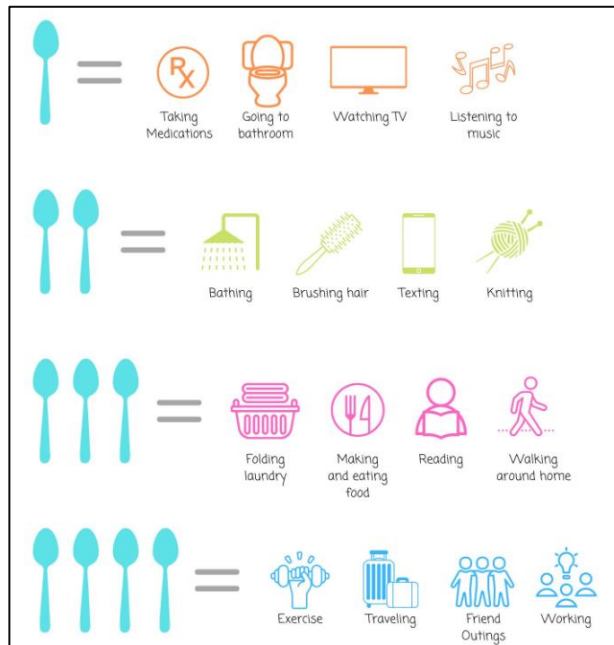 =
Rx
Taking
Medications
Going to
bathroom
Watching TV
Listening to
music
=
Bathing
Brushing hair
Texting
Knitting
=
Folding
laundry
Making
and eating
food
Reading
Walking
around home
=
Exercise
Traveling
Friend
Outings
Working